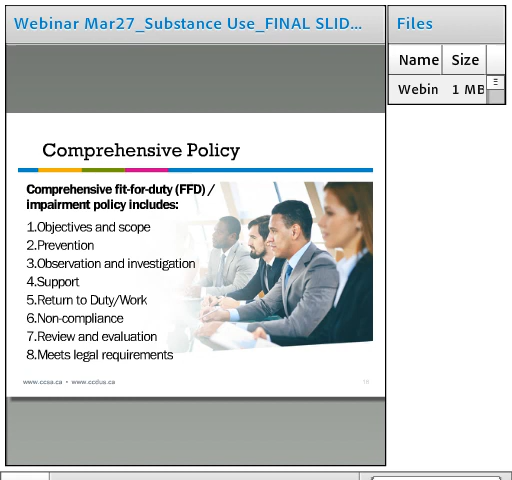 Webinar Mar27_Substance Use_FINAL SLID...
Files
Name Size
Webin 1 MB
Comprehensive Policy
Comprehensive fit-for-duty (FFD) /
impairment policy includes:
1.Objectives and scope
2.Prevention
3.Observation and investigation
4.Support
5.Return to Duty/Work
6.Non-compliance
7.Review and evaluation
8.Meets legal requirements
www.ccsa.ca • www.ccdus.ca